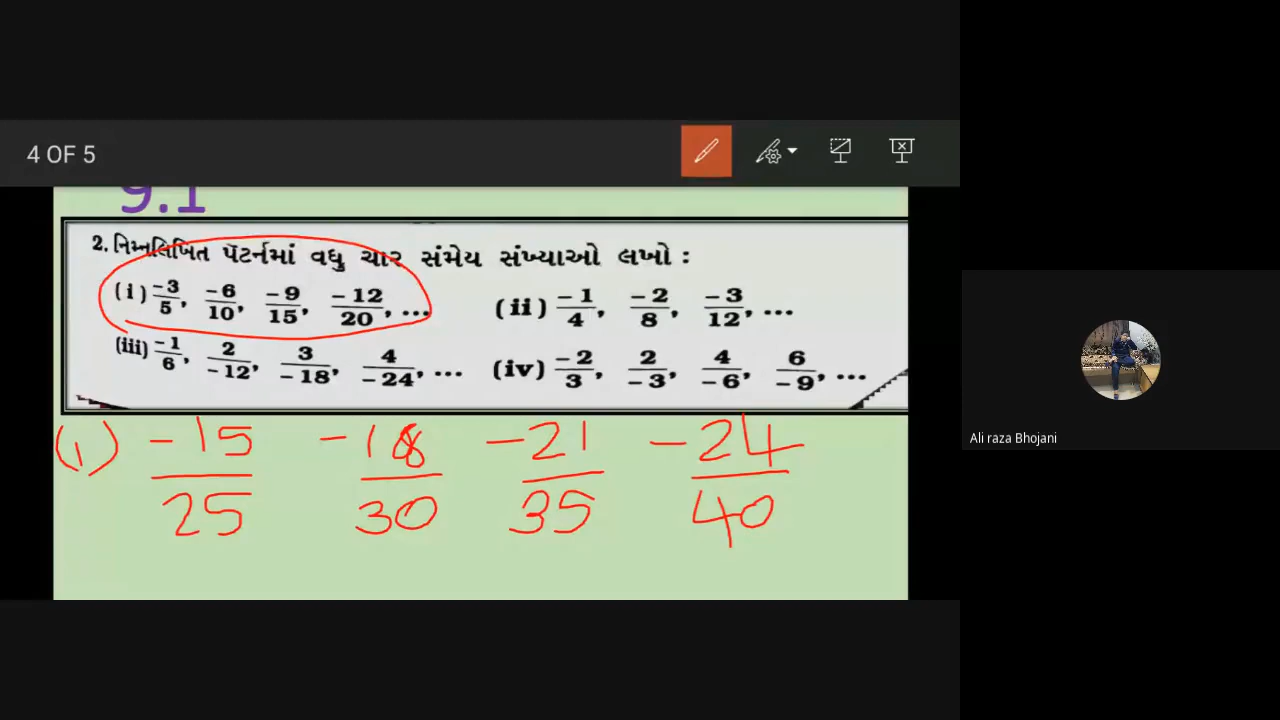 4 OF 5
9.1
2. નિમ્નલિખિત પૅટર્નમાં વધુ ચાર સંમેય સંખ્યાઓ લખો :
(i) -3/5, -6/10, -9/15, -12/20, ... (ii) -1/4, -2/8, -3/12, ...
(iii) -1/6, 2/-12, 3/-18, 4/-24, ... (iv) -2/3, 2/-3, 4/-6, 6/-9, ...
(i) -15/25 -18/30 -21/35 -24/40
Ali raza Bhojani